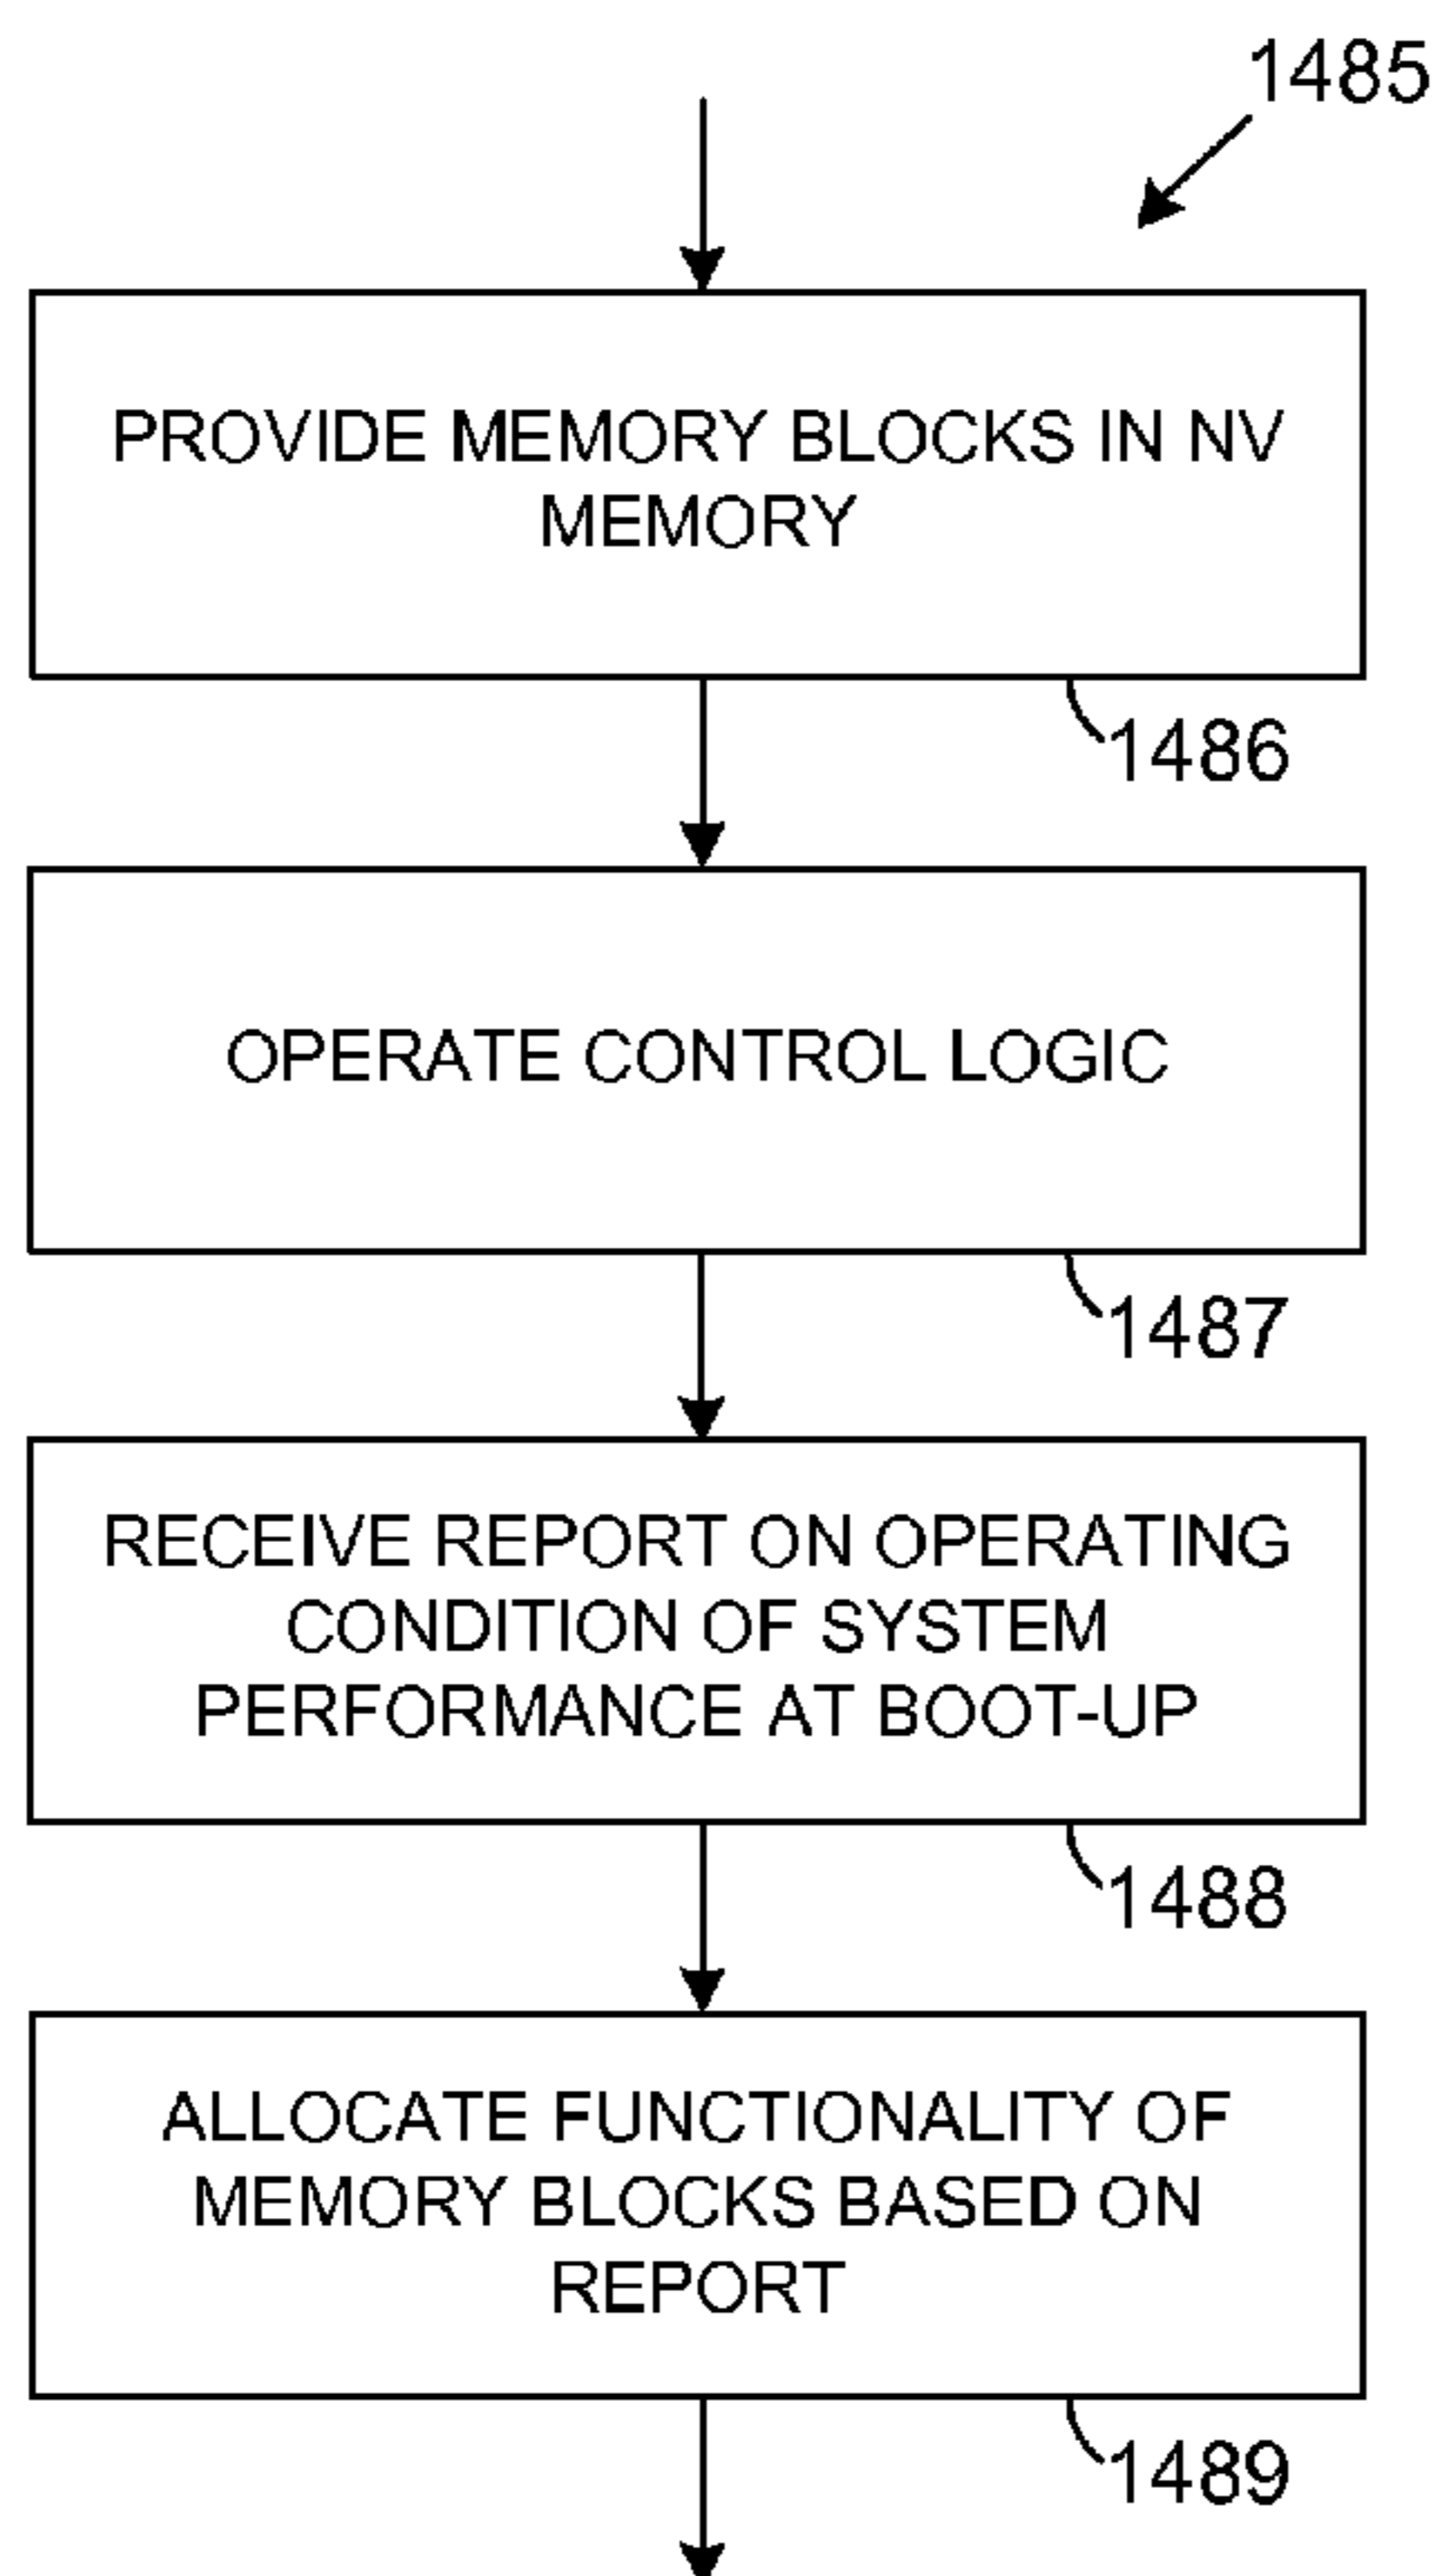 1485
PROVIDE MEMORY BLOCKS IN NV
MEMORY
1486
OPERATE CONTROL LOGIC
1487
RECEIVE REPORT ON OPERATING
CONDITION OF SYSTEM
PERFORMANCE AT BOOT-UP
1488
ALLOCATE FUNCTIONALITY OF
MEMORY BLOCKS BASED ON
REPORT
1489